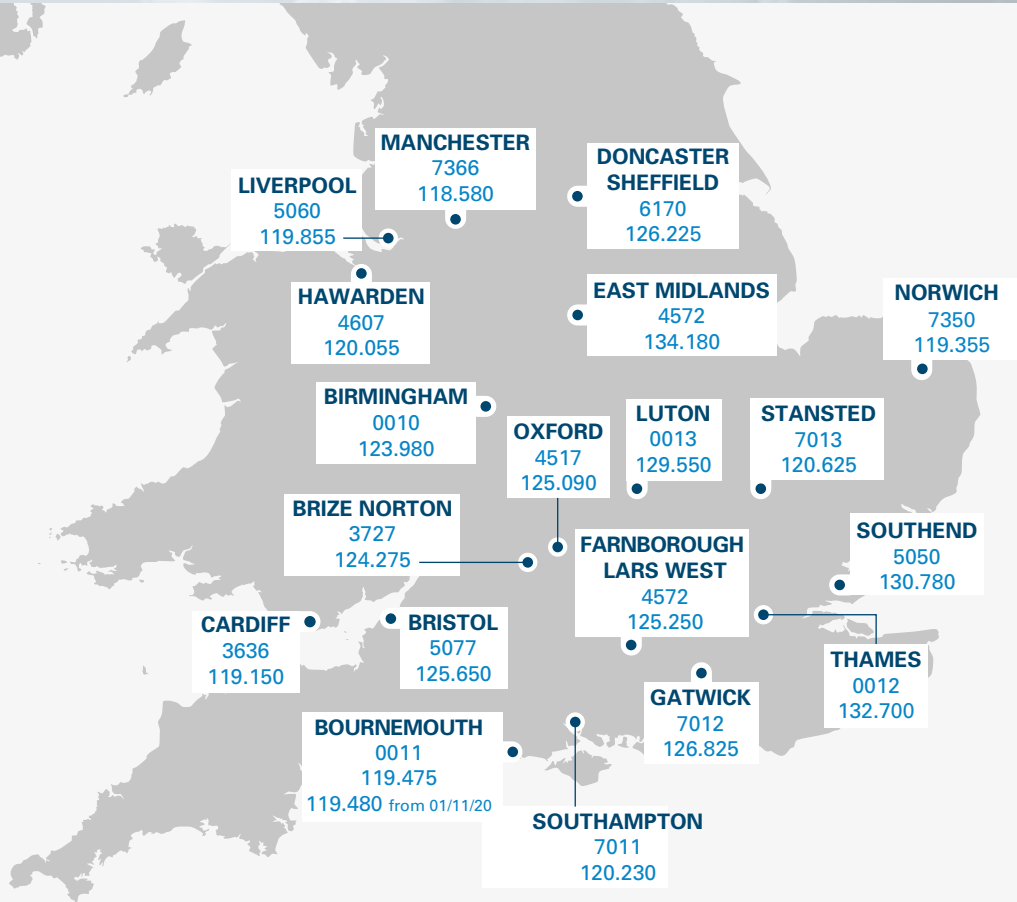 MANCHESTER
7366
118.580
DONCASTER
SHEFFIELD
6170
126.225
LIVERPOOL
5060
119.855
HAWARDEN
4607
120.055
EAST MIDLANDS
4572
134.180
NORWICH
7350
119.355
BIRMINGHAM
0010
123.980
OXFORD
4517
125.090
LUTON
0013
129.550
STANSTED
7013
120.625
BRIZE NORTON
3727
124.275
FARNBOROUGH
LARS WEST
4572
125.250
SOUTHEND
5050
130.780
CARDIFF
3636
119.150
BRISTOL
5077
125.650
THAMES
0012
132.700
GATWICK
7012
126.825
BOURNEMOUTH
0011
119.475
119.480 from 01/11/20
SOUTHAMPTON
7011
120.230